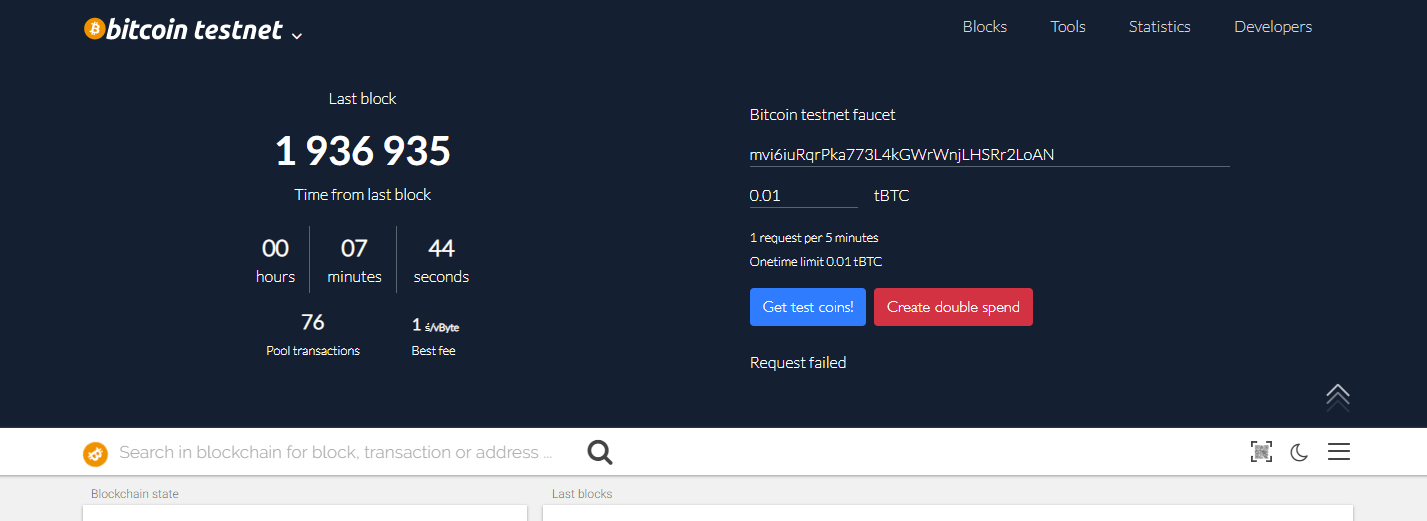 bitcoin testnet
Blocks Tools Statistics Developers
Last block
1 936 935
Time from last block
00 07 44
hours minutes seconds
76 1 ś/vByte
Pool transactions Best fee
Bitcoin testnet faucet
mvi6iuRqrPka773L4kGWrWnjLHSRr2LoAN
0.01 tBTC
1 request per 5 minutes
Onetime limit 0.01 tBTC
Get test coins! Create double spend
Request failed
Search in blockchain for block, transaction or address ...
Blockchain state
Last blocks